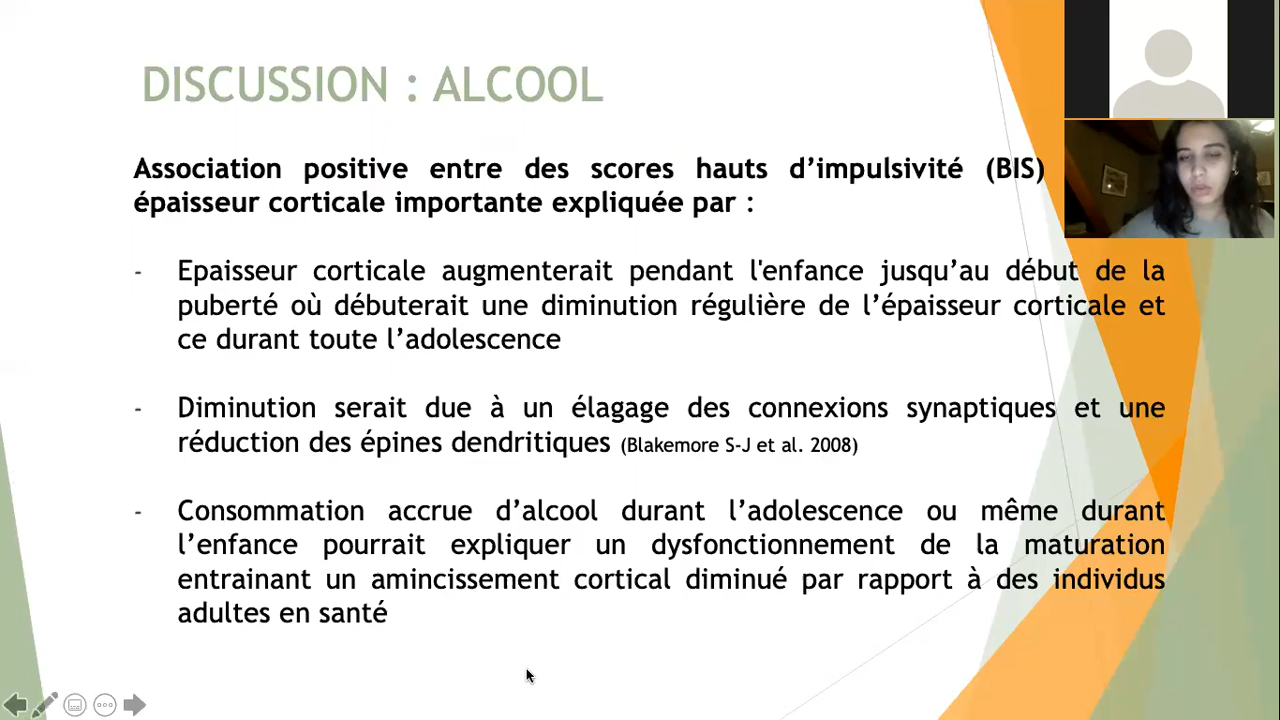 DISCUSSION : ALCOOL
Association positive entre des scores hauts d’impulsivité (BIS)
épaisseur corticale importante expliquée par :
- Epaisseur corticale augmenterait pendant l'enfance jusqu’au début de la
puberté où débuterait une diminution régulière de l’épaisseur corticale et
ce durant toute l’adolescence
- Diminution serait due à un élagage des connexions synaptiques et une
réduction des épines dendritiques (Blakemore S-J et al. 2008)
- Consommation accrue d’alcool durant l’adolescence ou même durant
l’enfance pourrait expliquer un dysfonctionnement de la maturation
entrainant un amincissement cortical diminué par rapport à des individus
adultes en santé